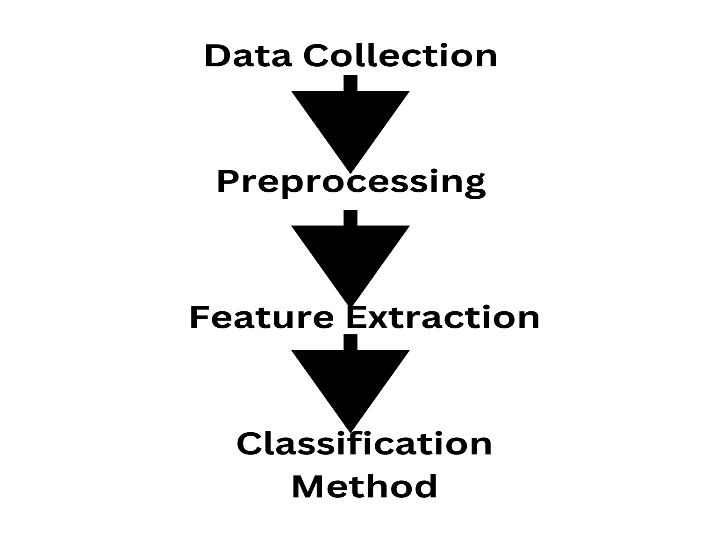 Data Collection
Preprocessing
Feature Extraction
Classification
Method